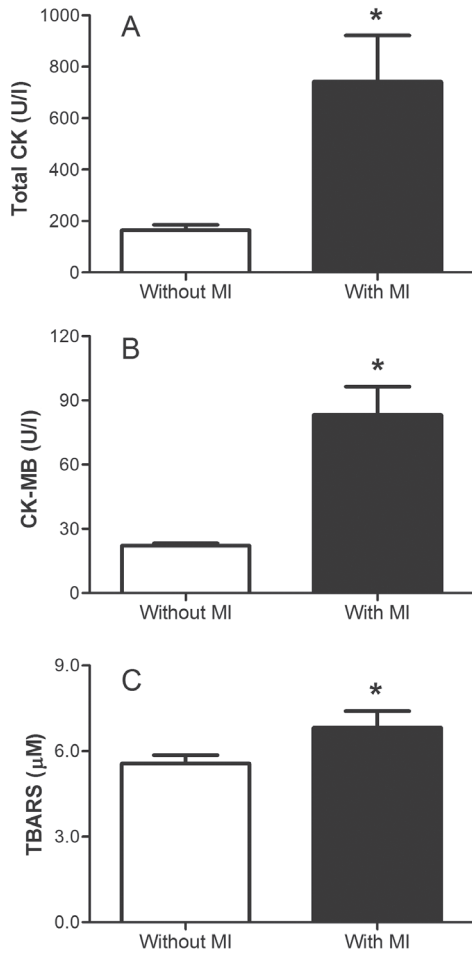 A
Total CK (U/I)
1000
800
600
400
200
0
*
Without MI
With MI
B
CK-MB (U/I)
120
90
60
30
0
*
Without MI
With MI
C
TBARS (μM)
9.0
6.0
3.0
0.0
*
Without MI
With MI